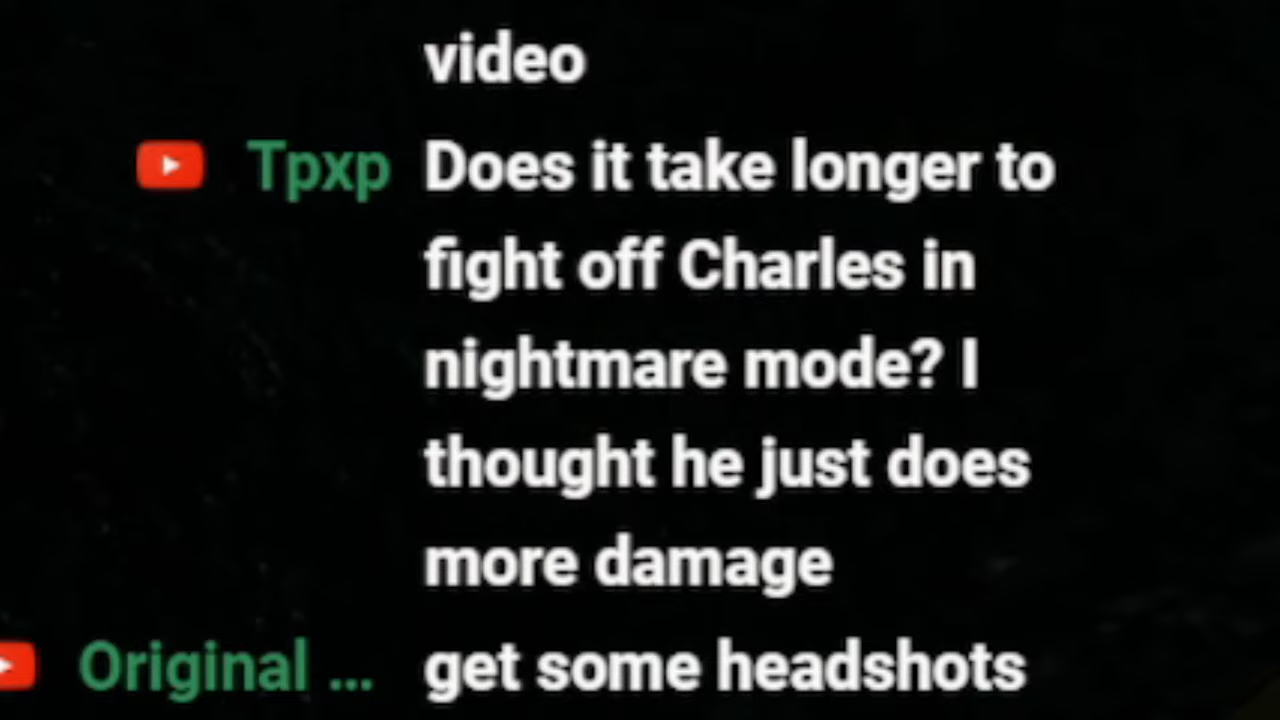 video
Tpxp Does it take longer to
fight off Charles in
nightmare mode? I
thought he just does
more damage
Original ... get some headshots